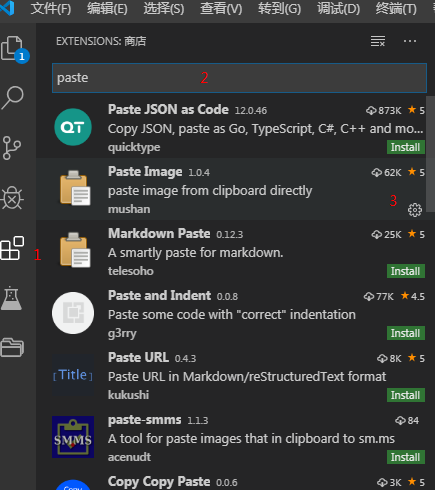 文件(F) 编辑(E) 选择(S) 查看(V) 转到(G) 调试(D) 终端(T)
EXTENSIONS: 商店
1
paste 2
Paste JSON as Code 12.0.46 873K ★ 5
QT
Copy JSON, paste as Go, TypeScript, C#, C++ and mo...
quicktype Install
Paste Image 1.0.4 62K ★ 5
paste image from clipboard directly
mushan 3
Markdown Paste 0.12.3 25K ★ 5
1 A smartly paste for markdown.
telesoho Install
Paste and Indent 0.0.8 77K ★ 4.5
Paste some code with "correct" indentation
g3rry Install
Paste URL 0.4.3 8K ★ 5
[Title] Paste URL in Markdown/reStructuredText format
kukushi Install
paste-smms 1.1.3 84
SMMS A tool for paste images that in clipboard to sm.ms
acenudt Install
Copy Copy Paste 0.0.6 3K ★ 5